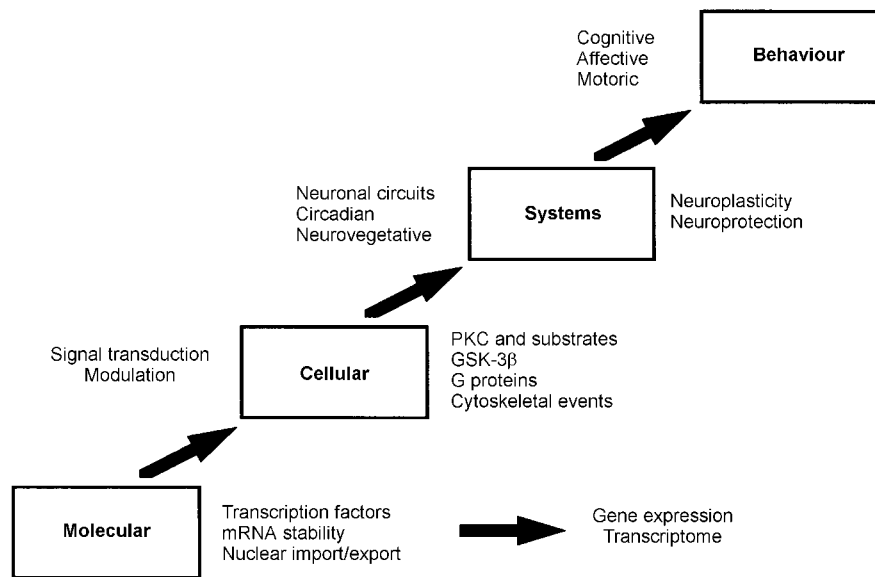 Cognitive
Affective
Motoric
Behaviour
Neuronal circuits
Circadian
Neurovegetative
Systems
Neuroplasticity
Neuroprotection
Signal transduction
Modulation
Cellular
PKC and substrates
GSK-3β
G proteins
Cytoskeletal events
Molecular
Transcription factors
mRNA stability
Nuclear import/export
Gene expression
Transcriptome